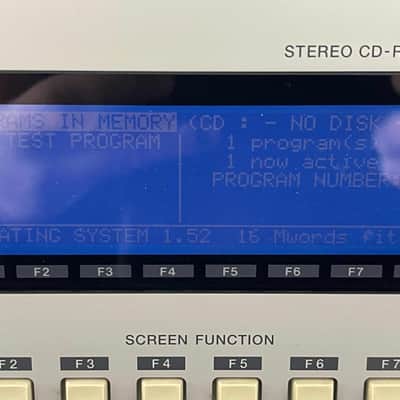 STEREO CD-R
RAMS IN MEMORY (CD : - NO DISK
TEST PROGRAM 1 program(s)
1 now active
PROGRAM NUMBER
ATING SYSTEM 1.52 16 Mwords fit
F2 F3 F4 F5 F6 F7
SCREEN FUNCTION
F2 F3 F4 F5 F6 F7